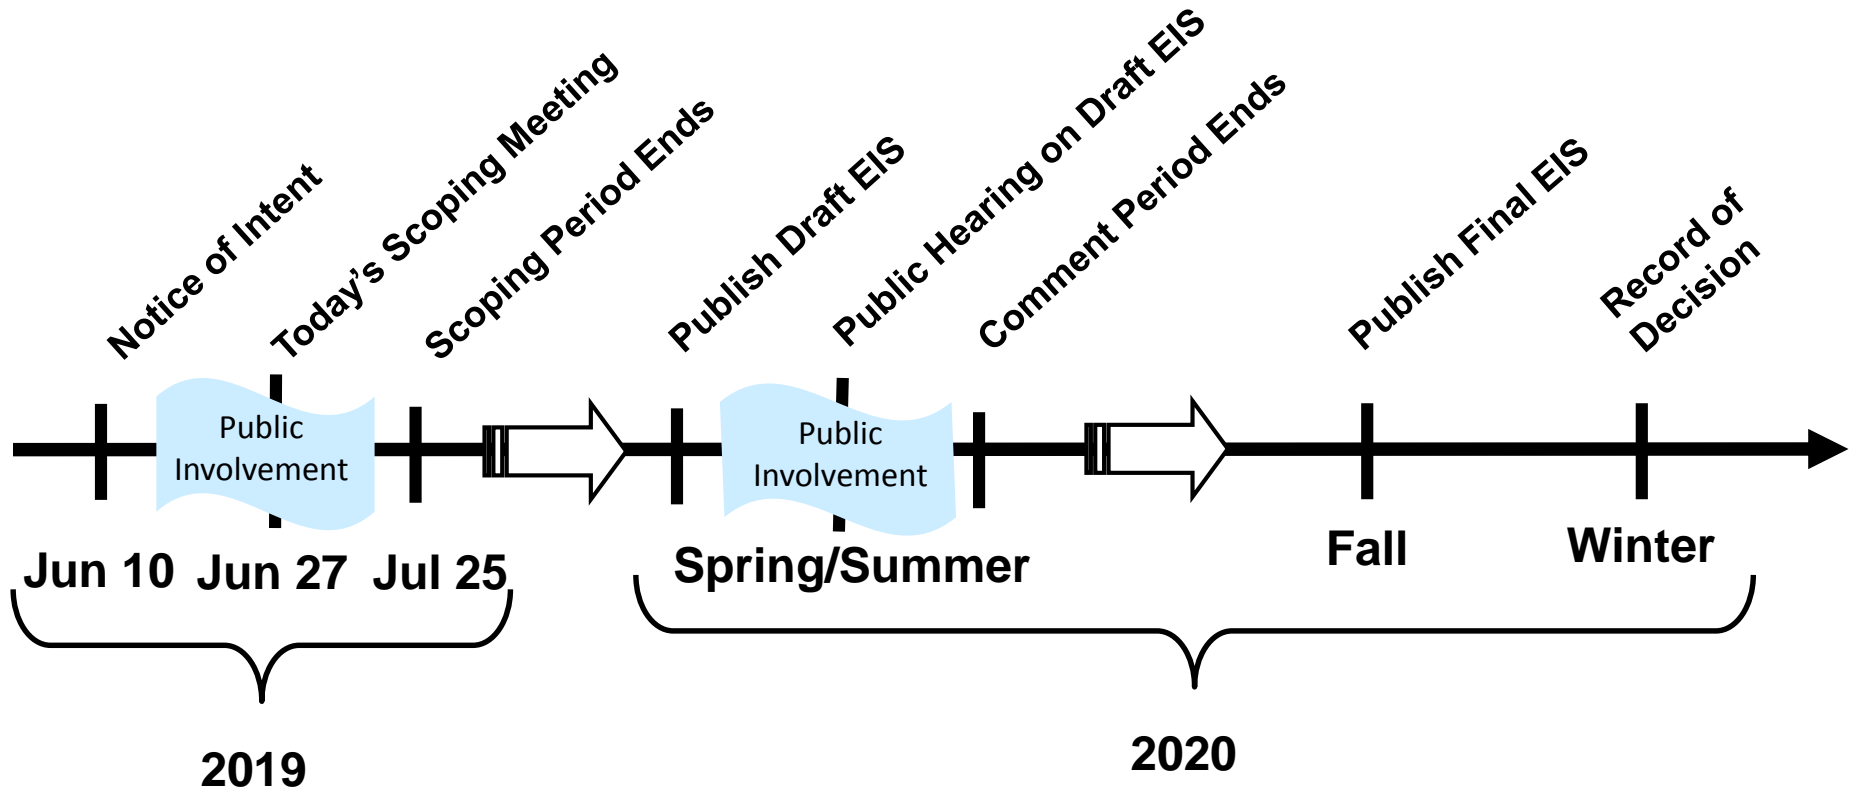 Notice of Intent
Today’s Scoping Meeting
Scoping Period Ends
Publish Draft EIS
Public Hearing on Draft EIS
Comment Period Ends
Publish Final EIS
Record of
Decision
Public
Involvement
Public
Involvement
Jun 10
Jun 27
Jul 25
Spring/Summer
Fall
Winter
2019
2020